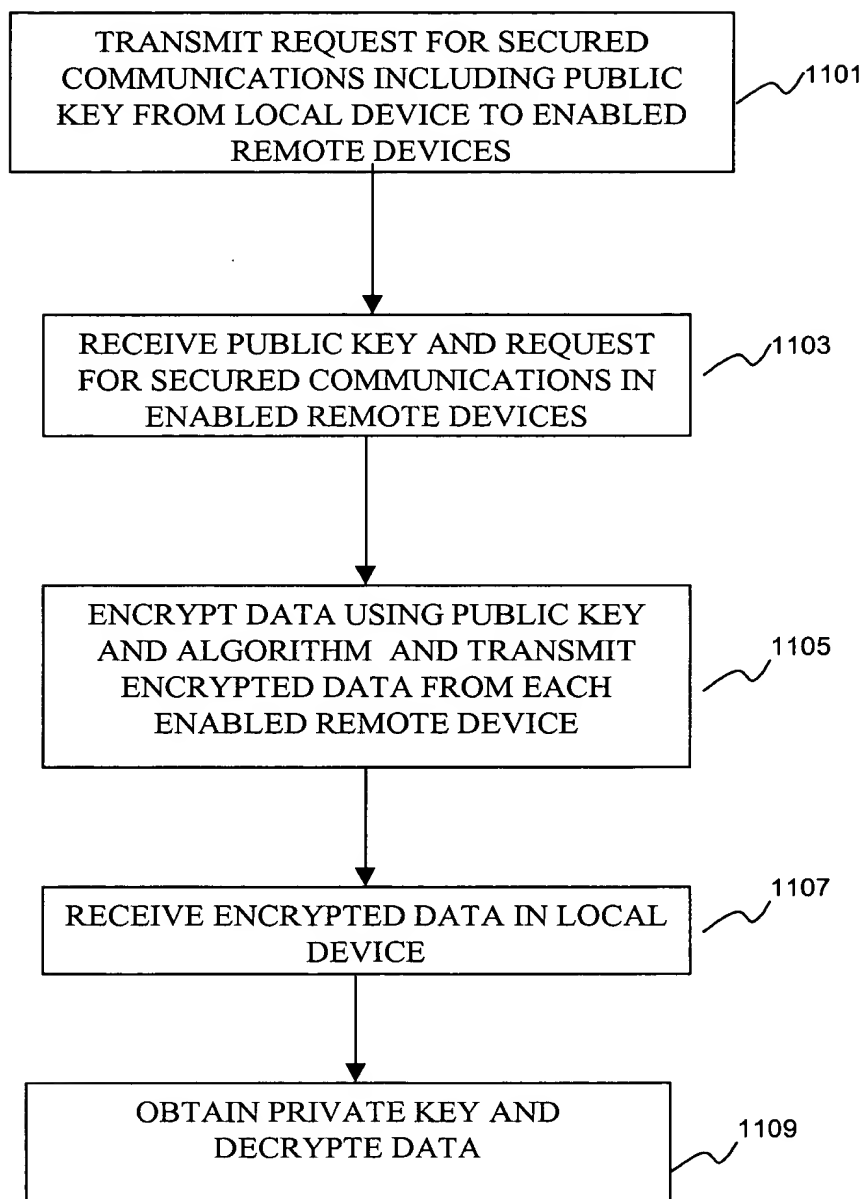 TRANSMIT REQUEST FOR SECURED
COMMUNICATIONS INCLUDING PUBLIC
KEY FROM LOCAL DEVICE TO ENABLED
REMOTE DEVICES
1101
RECEIVE PUBLIC KEY AND REQUEST
FOR SECURED COMMUNICATIONS IN
ENABLED REMOTE DEVICES
1103
ENCRYPT DATA USING PUBLIC KEY
AND ALGORITHM AND TRANSMIT
ENCRYPTED DATA FROM EACH
ENABLED REMOTE DEVICE
1105
RECEIVE ENCRYPTED DATA IN LOCAL
DEVICE
1107
OBTAIN PRIVATE KEY AND
DECRYPTE DATA
1109